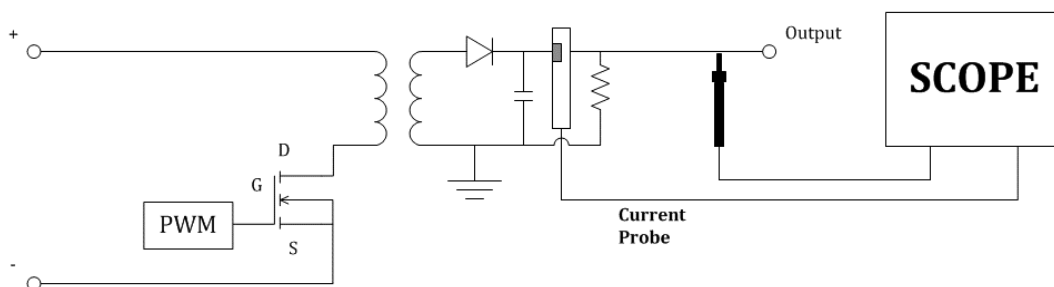 +
Output
SCOPE
D
G
PWM
S
Current
Probe
-